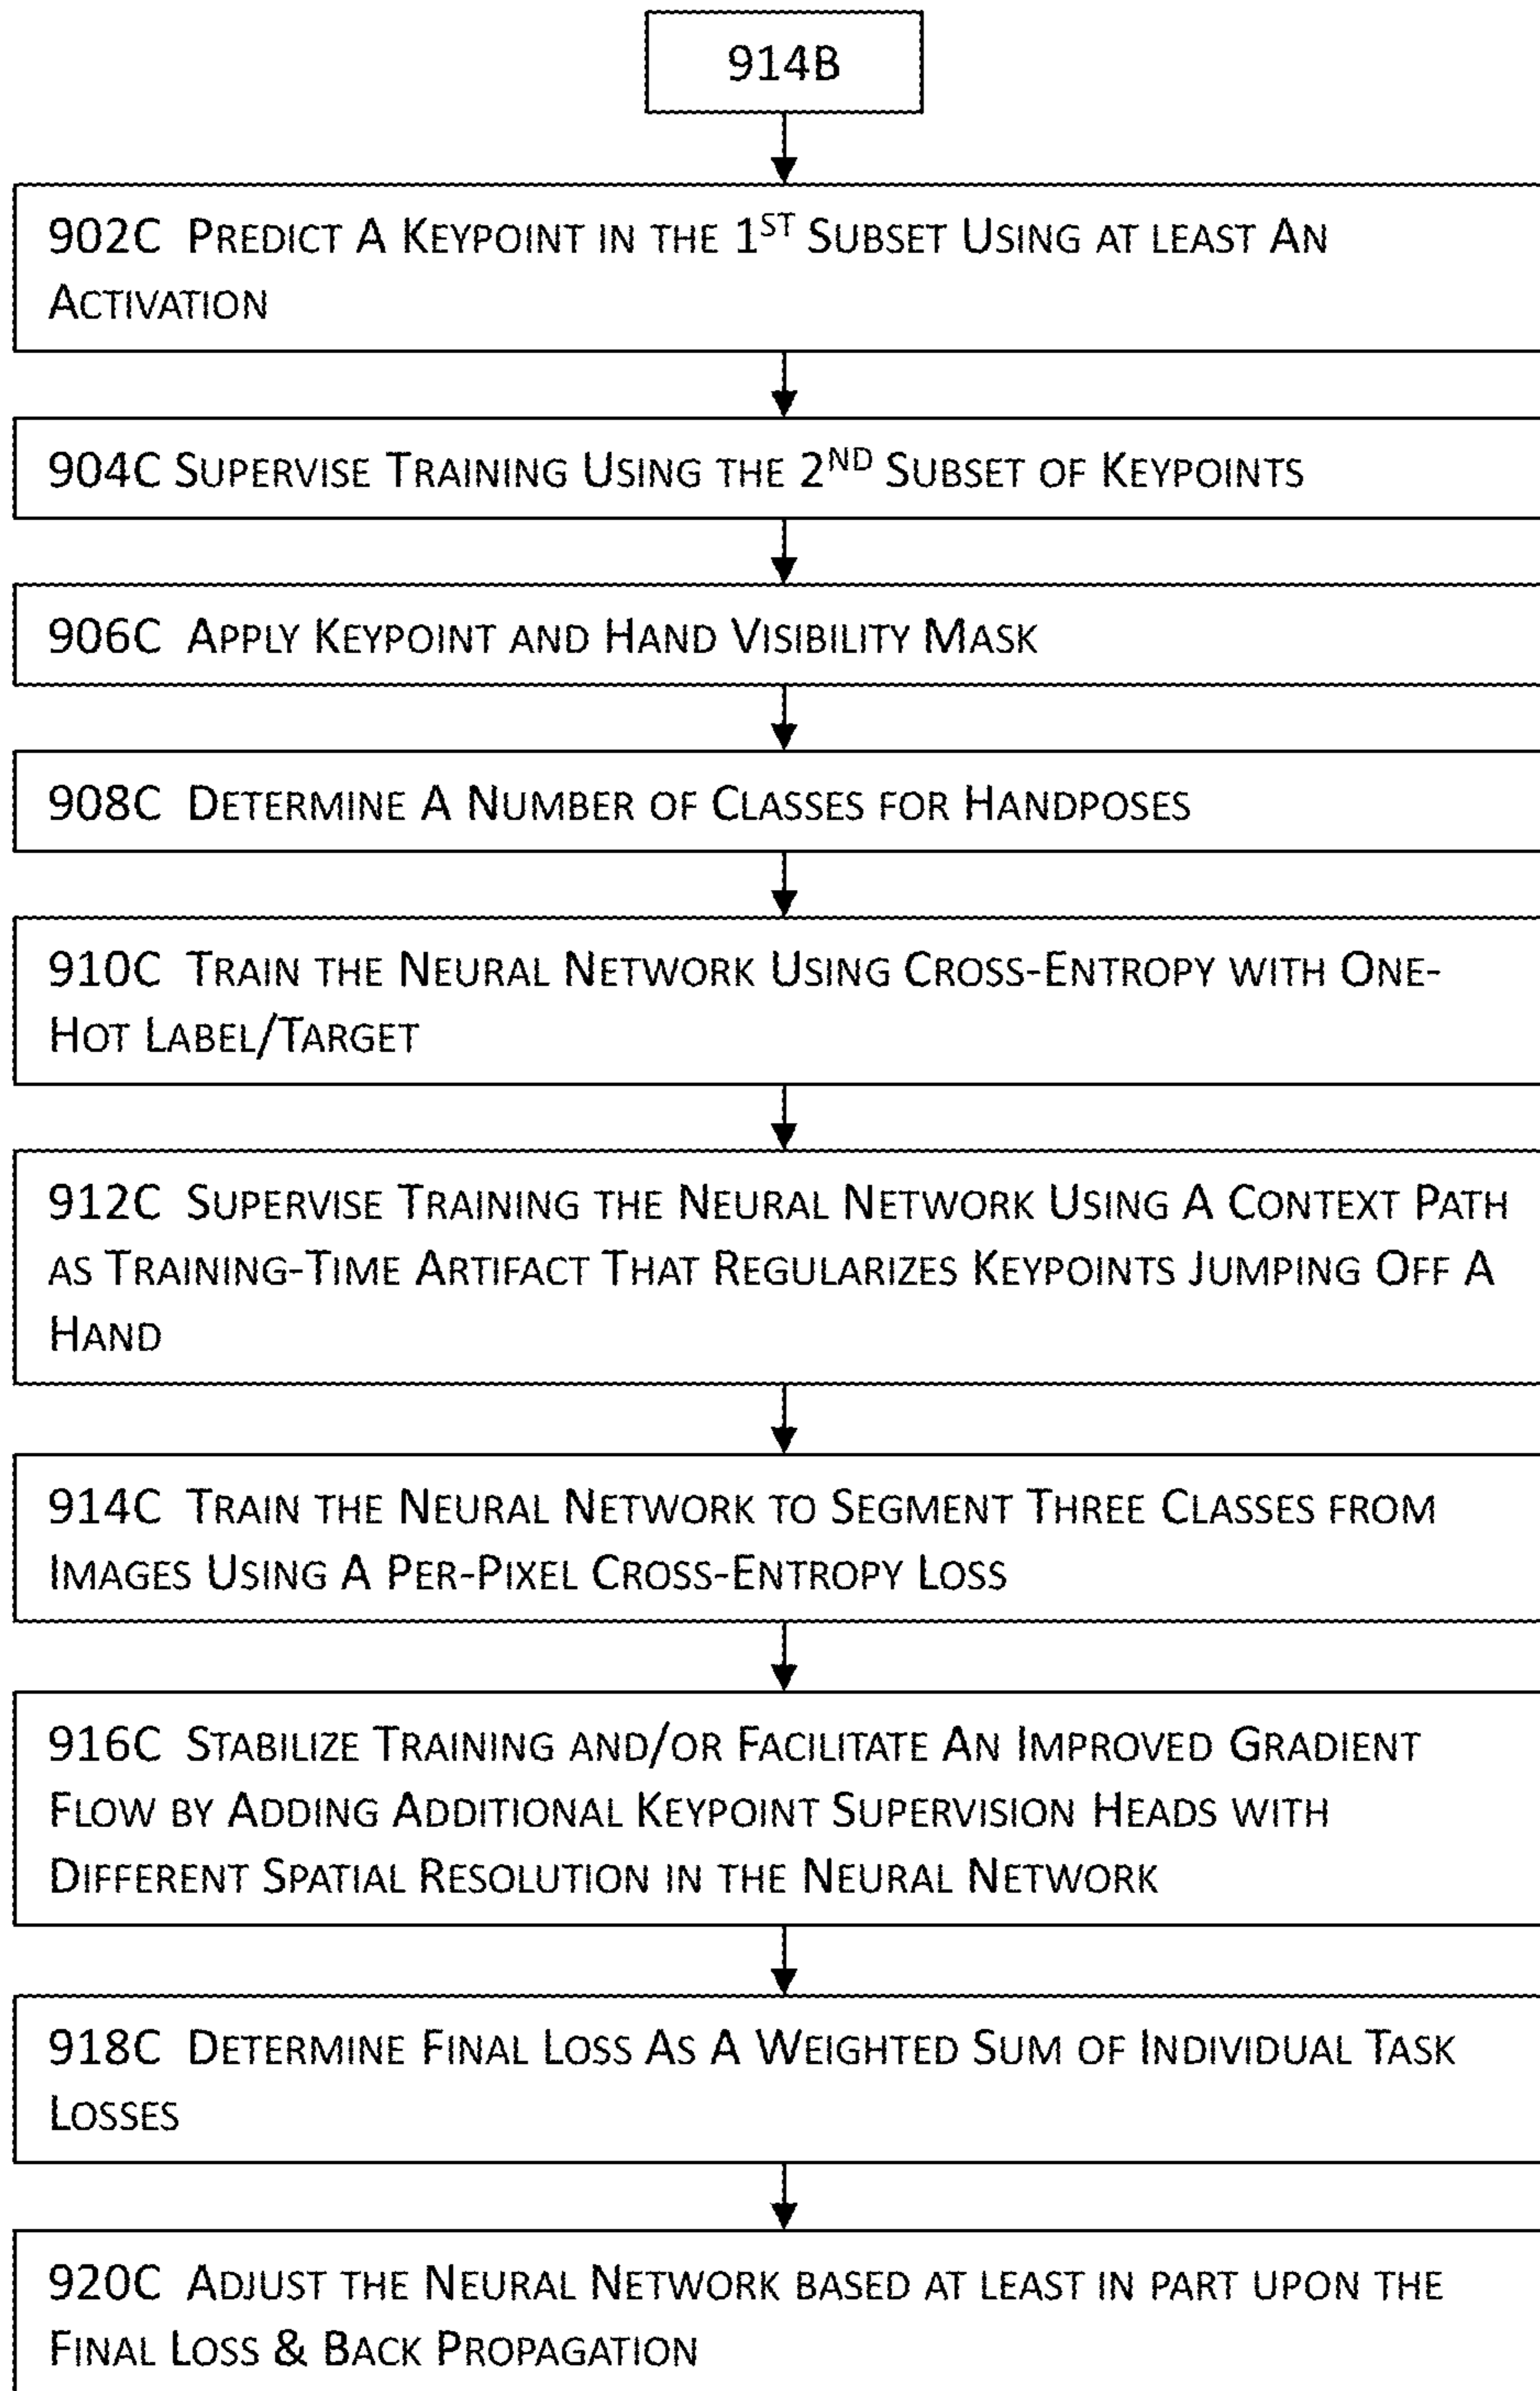 914B
902C PREDICT A KEYPOINT IN THE 1ST SUBSET USING AT LEAST AN
ACTIVATION
904C SUPERVISE TRAINING USING THE 2ND SUBSET OF KEYPOINTS
906C APPLY KEYPOINT AND HAND VISIBILITY MASK
908C DETERMINE A NUMBER OF CLASSES FOR HANDPOSES
910C TRAIN THE NEURAL NETWORK USING CROSS-ENTROPY WITH ONE-
HOT LABEL/TARGET
912C SUPERVISE TRAINING THE NEURAL NETWORK USING A CONTEXT PATH
AS TRAINING-TIME ARTIFACT THAT REGULARIZES KEYPOINTS JUMPING OFF A
HAND
914C TRAIN THE NEURAL NETWORK TO SEGMENT THREE CLASSES FROM
IMAGES USING A PER-PIXEL CROSS-ENTROPY LOSS
916C STABILIZE TRAINING AND/OR FACILITATE AN IMPROVED GRADIENT
FLOW BY ADDING ADDITIONAL KEYPOINT SUPERVISION HEADS WITH
DIFFERENT SPATIAL RESOLUTION IN THE NEURAL NETWORK
918C DETERMINE FINAL LOSS AS A WEIGHTED SUM OF INDIVIDUAL TASK
LOSSES
920C ADJUST THE NEURAL NETWORK BASED AT LEAST IN PART UPON THE
FINAL LOSS & BACK PROPAGATION